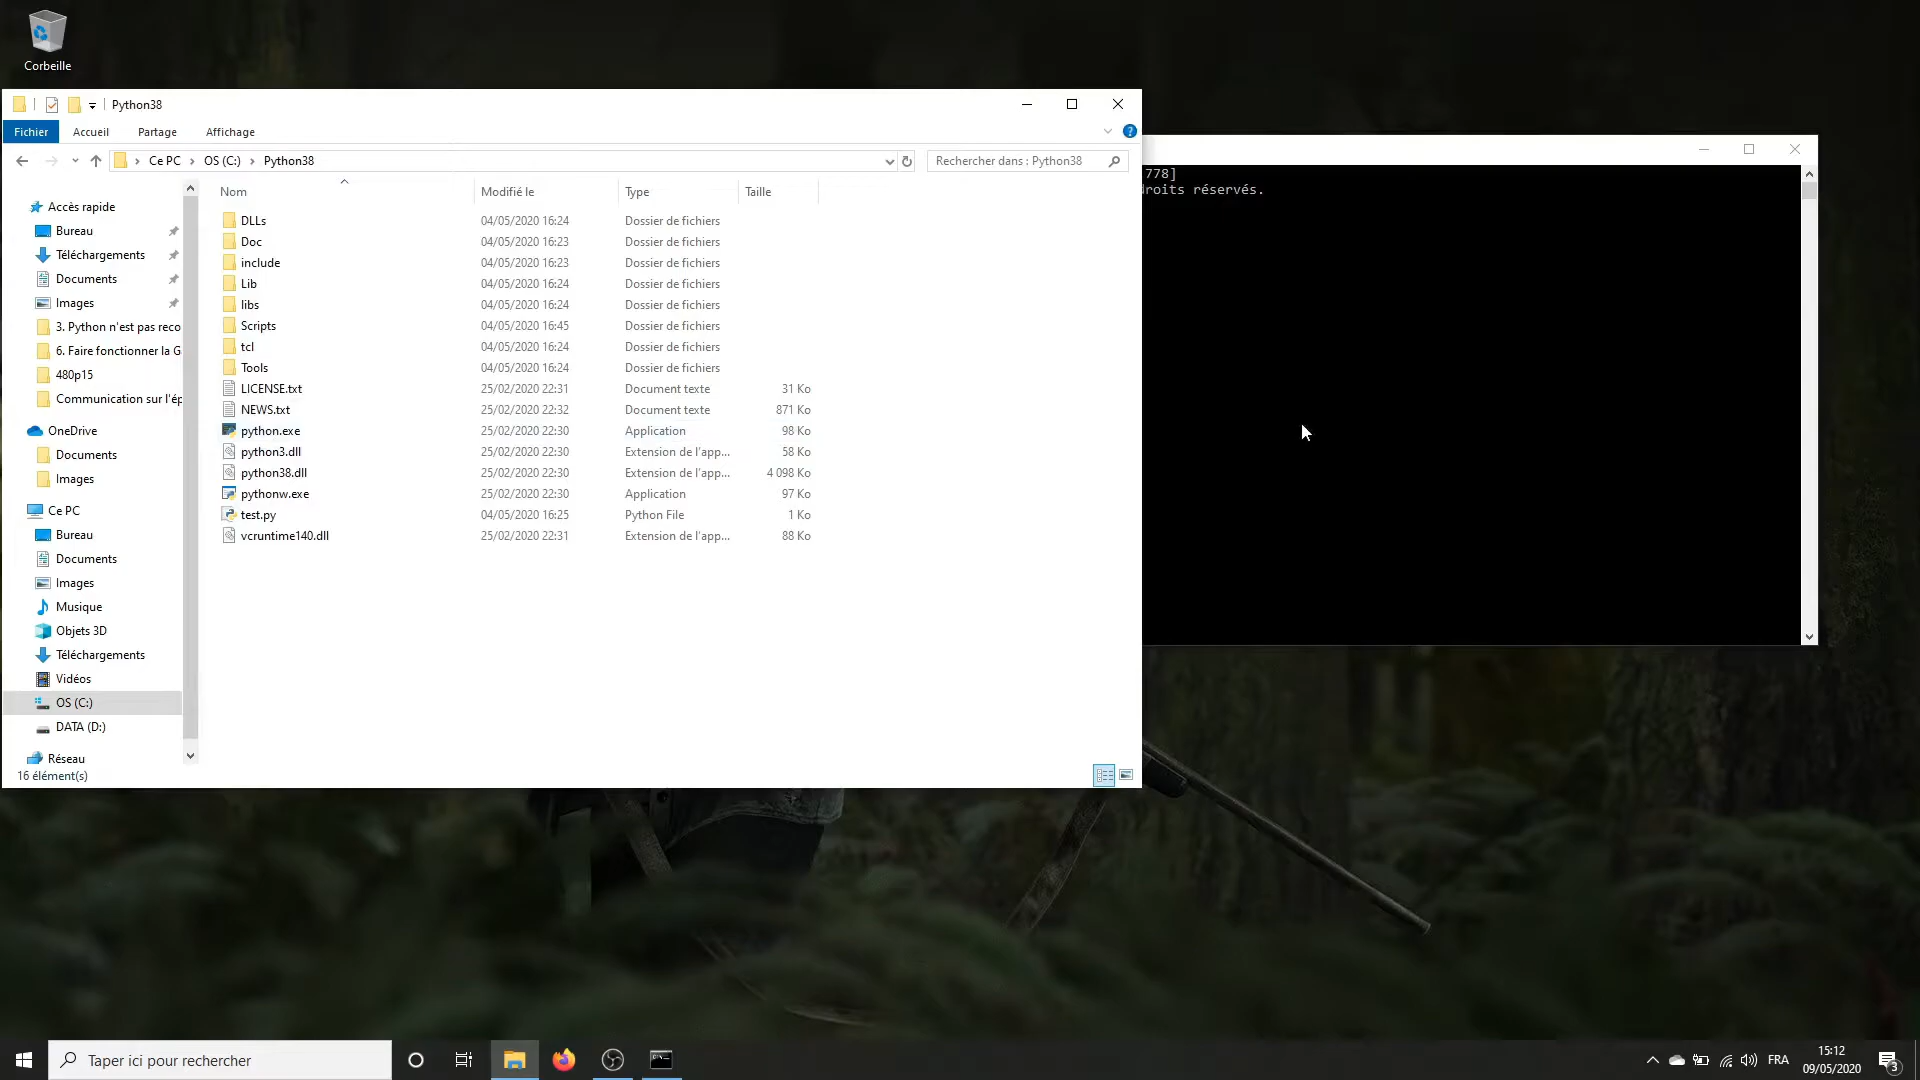 Corbeille
Python38
Fichier Accueil Partage Affichage
Ce PC OS (C:) Python38
Rechercher dans : Python38
Nom Modifié le Type Taille
DLLs 04/05/2020 16:24 Dossier de fichiers
Doc 04/05/2020 16:23 Dossier de fichiers
include 04/05/2020 16:23 Dossier de fichiers
Lib 04/05/2020 16:24 Dossier de fichiers
libs 04/05/2020 16:24 Dossier de fichiers
Scripts 04/05/2020 16:45 Dossier de fichiers
tcl 04/05/2020 16:24 Dossier de fichiers
Tools 04/05/2020 16:24 Dossier de fichiers
LICENSE.txt 25/02/2020 22:31 Document texte 31 Ko
NEWS.txt 25/02/2020 22:32 Document texte 871 Ko
python.exe 25/02/2020 22:30 Application 98 Ko
python3.dll 25/02/2020 22:30 Extension de l'app... 58 Ko
python38.dll 25/02/2020 22:30 Extension de l'app... 4 098 Ko
pythonw.exe 25/02/2020 22:30 Application 97 Ko
test.py 04/05/2020 16:25 Python File 1 Ko
vcruntime140.dll 25/02/2020 22:31 Extension de l'app... 88 Ko
Accès rapide
Bureau
Téléchargements
Documents
Images
3. Python n'est pas reco
6. Faire fonctionner la G
480p15
Communication sur l'ép
OneDrive
Documents
Images
Ce PC
Bureau
Documents
Images
Musique
Objets 3D
Téléchargements
Vidéos
OS (C:)
DATA (D:)
Réseau
16 élément(s)
778]
droits réservés.
Taper ici pour rechercher
FRA
15:12
09/05/2020
3